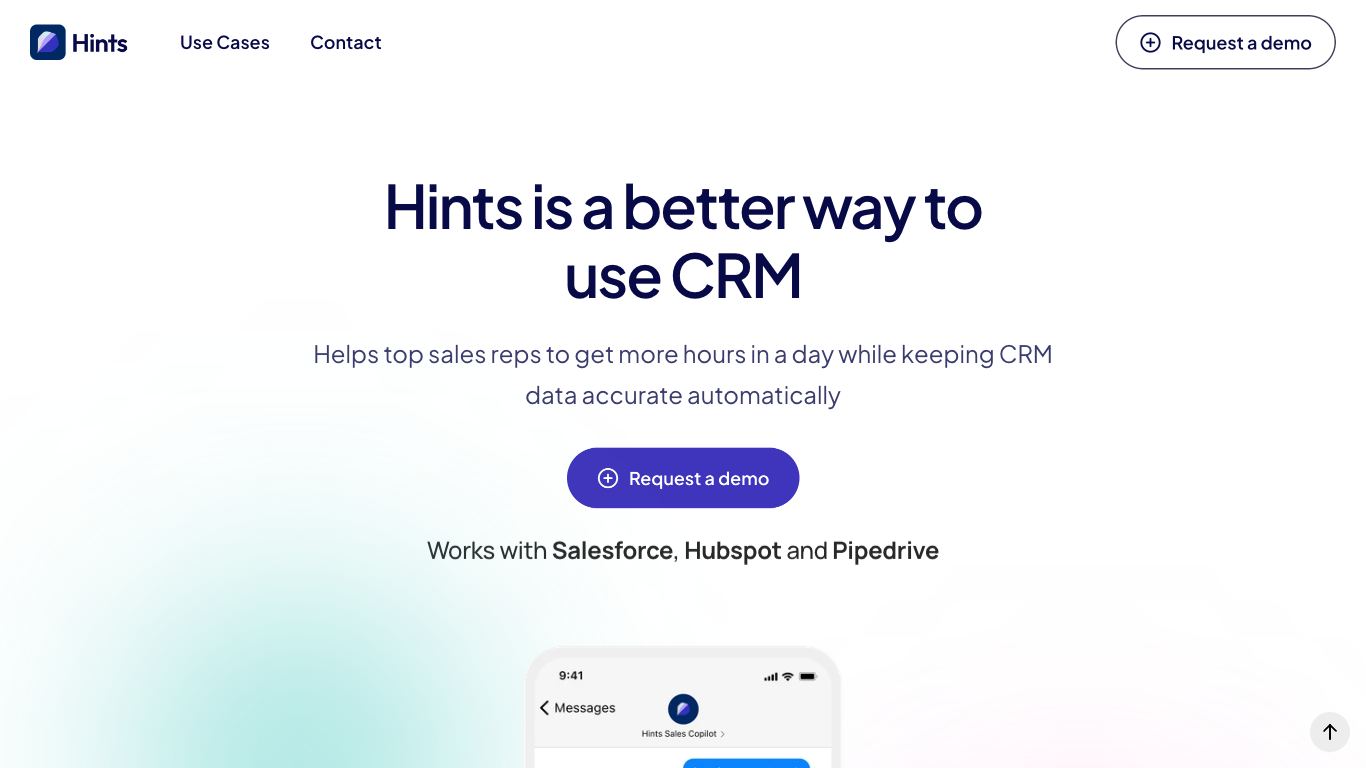 Hints
Use Cases
Contact
Request a demo
Hints is a better way to
use CRM
Helps top sales reps to get more hours in a day while keeping CRM
data accurate automatically
Request a demo
Works with Salesforce, Hubspot and Pipedrive
9:41
Messages
Hints Sales Copilot